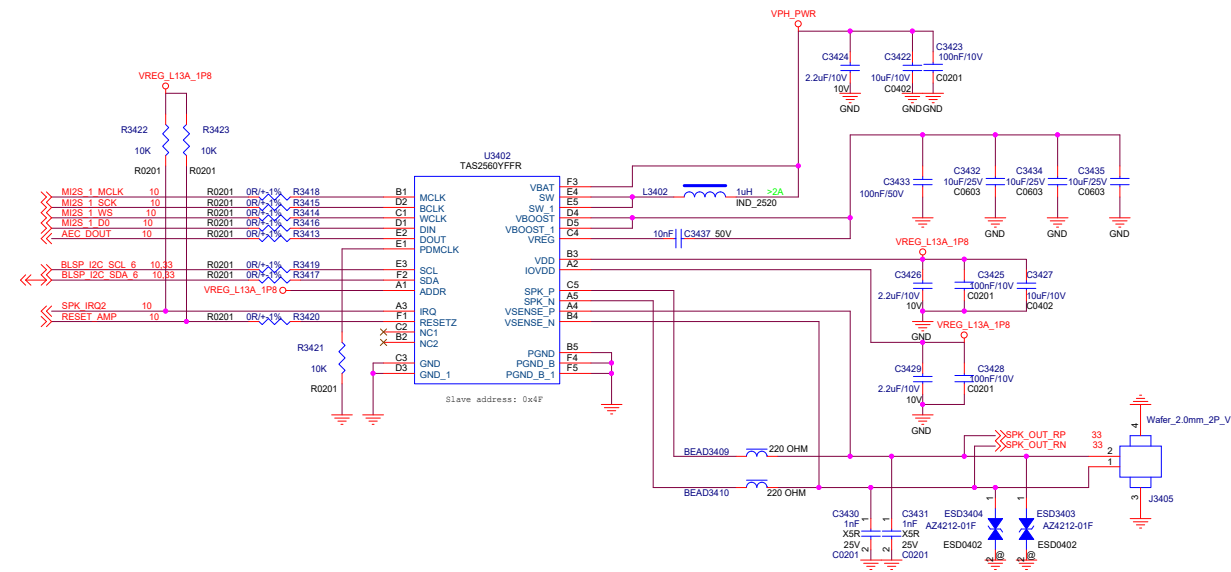 VPH_PWR
C3424
2.2uF/10V
10V
GND
C3422
10uF/10V
C0402
GND
C3423
100nF/10V
C0201
GND
VREG_L13A_1P8
R3422
10K
R0201
R3423
10K
R0201
U3402
TAS2560YFFR
MI2S_1_MCLK 10 R0201 0R/+-1% R3418 B1 MCLK
MI2S_1_SCK 10 R0201 0R/+-1% R3415 D2 BCLK
MI2S_1_WS 10 R0201 0R/+-1% R3414 C1 WCLK
MI2S_1_D0 10 R0201 0R/+-1% R3416 D1 DIN
AEC_DOUT 10 R0201 0R/+-1% R3413 E2 DOUT
E1 PDMCLK
BLSP_I2C_SCL_6 10,33 R0201 0R/+-1% R3419 E3 SCL
BLSP_I2C_SDA_6 10,33 R0201 0R/+-1% R3417 F2 SDA
VREG_L13A_1P8 A1 ADDR
SPK_IRQ2 10 A3 IRQ
RESET_AMP 10 R0201 0R/+-1% R3420 F1 RESETZ
C2 NC1
B2 NC2
C3 GND
D3 GND_1
R3421
10K
R0201
VBAT F3
SW E4
SW_1 E5
VBOOST D4
VBOOST_1 D5
VREG C4
VDD B3
IOVDD A2
SPK_P C5
SPK_N A5
VSENSE_P A4
VSENSE_N B4
PGND B5
PGND_B F4
PGND_B_1 F5
Slave address: 0x4F
L3402 1uH >2A
IND_2520
10nF C3437 50V
C3433
100nF/50V
GND
C3432
10uF/25V
C0603
GND
C3434
10uF/25V
C0603
GND
C3435
10uF/25V
C0603
GND
VREG_L13A_1P8
C3426
2.2uF/10V
10V
GND
C3425
100nF/10V
C0201
C3427
10uF/10V
C0402
VREG_L13A_1P8
C3429
2.2uF/10V
10V
GND
C3428
100nF/10V
C0201
BEAD3409 220 OHM
BEAD3410 220 OHM
SPK_OUT_RP 33
SPK_OUT_RN 33
Wafer_2.0mm_2P_V
4
2
1
3
J3405
C3430
1nF
X5R
25V
C0201
1
2
C3431
1nF
X5R
25V
C0201
1
2
ESD3404
AZ4212-01F
ESD0402
1
2
@
ESD3403
AZ4212-01F
ESD0402
1
2
@